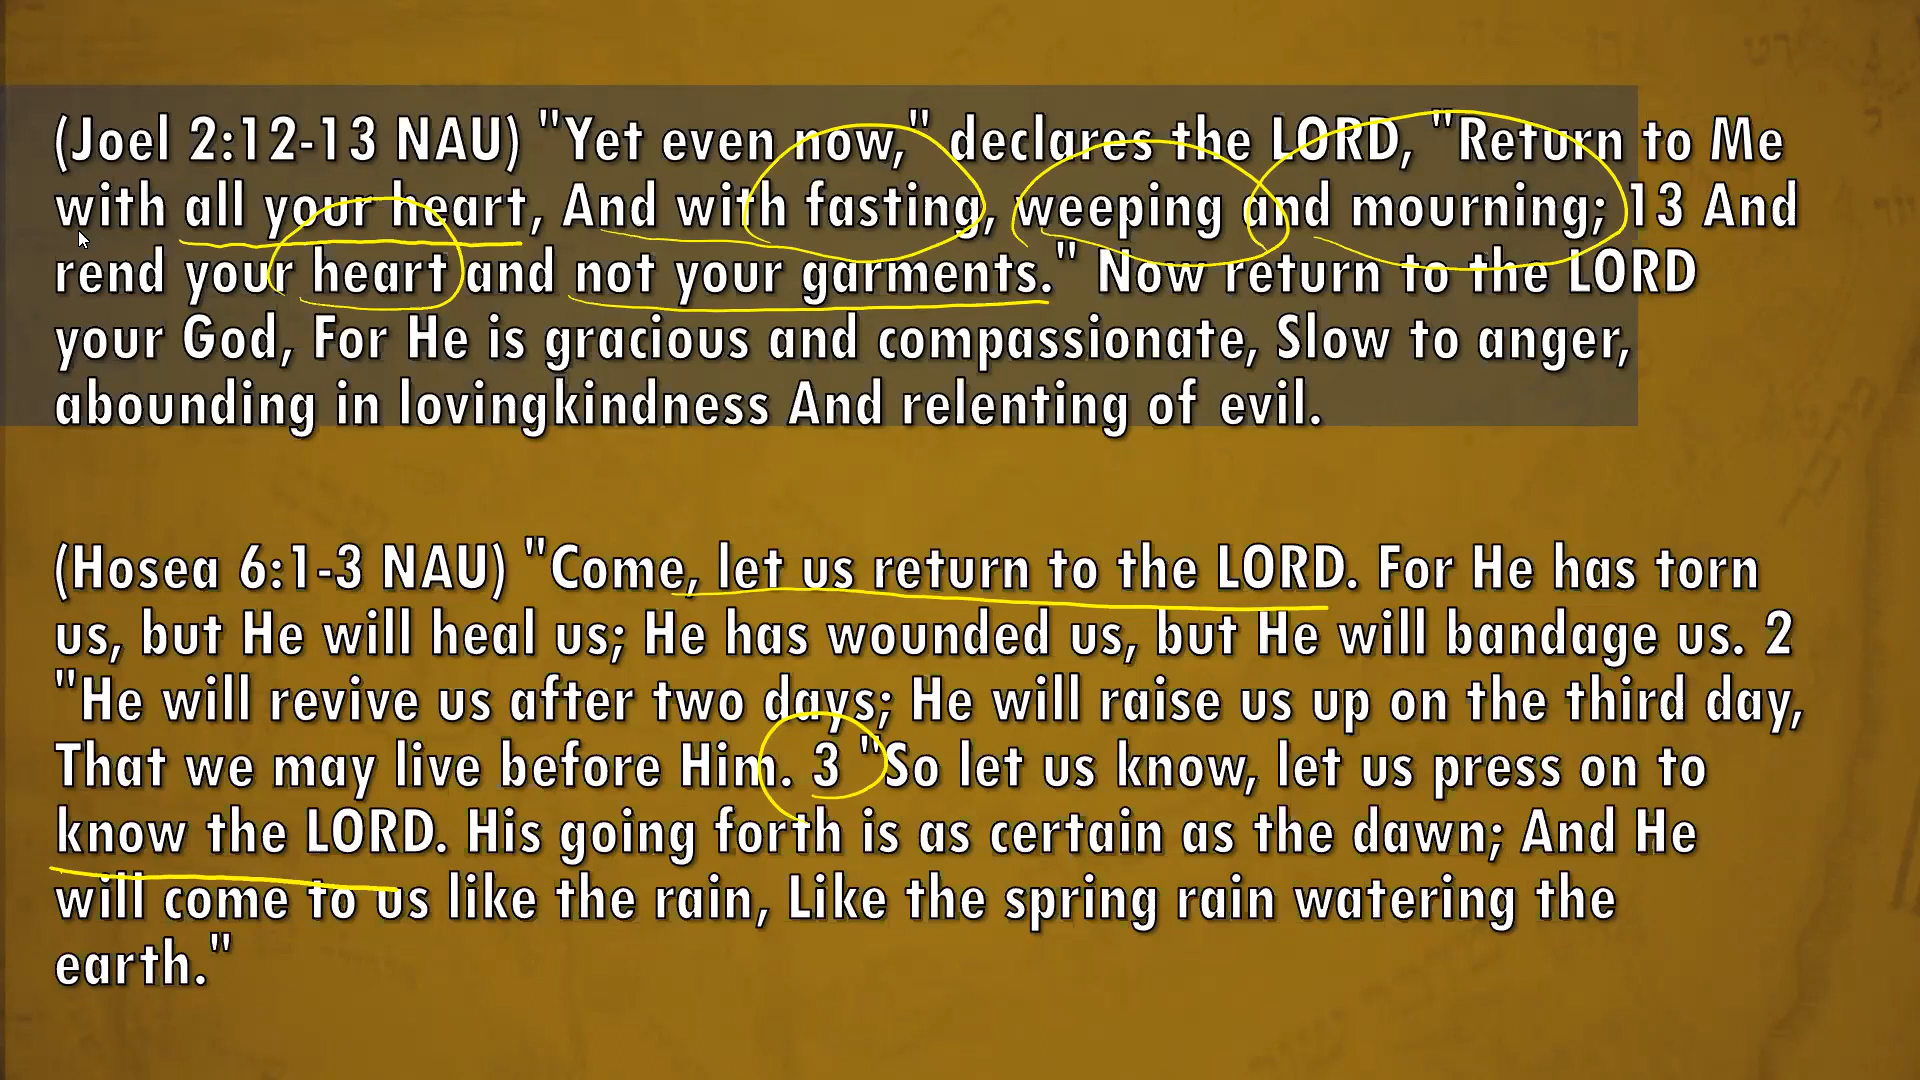 (Joel 2:12-13 NAU) "Yet even now," declares the LORD, "Return to Me
with all your heart, And with fasting, weeping and mourning; 13 And
rend your heart and not your garments." Now return to the LORD
your God, For He is gracious and compassionate, Slow to anger,
abounding in lovingkindness And relenting of evil.
(Hosea 6:1-3 NAU) "Come, let us return to the LORD. For He has torn
us, but He will heal us; He has wounded us, but He will bandage us. 2
"He will revive us after two days; He will raise us up on the third day,
That we may live before Him. 3 "So let us know, let us press on to
know the LORD. His going forth is as certain as the dawn; And He
will come to us like the rain, Like the spring rain watering the
earth."